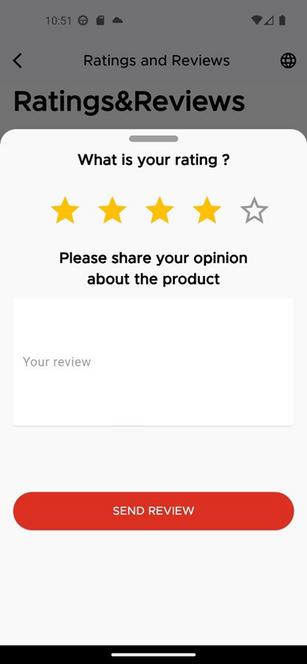 10:51
Ratings and Reviews
Ratings&Reviews
What is your rating ?
Please share your opinion
about the product
Your review
SEND REVIEW